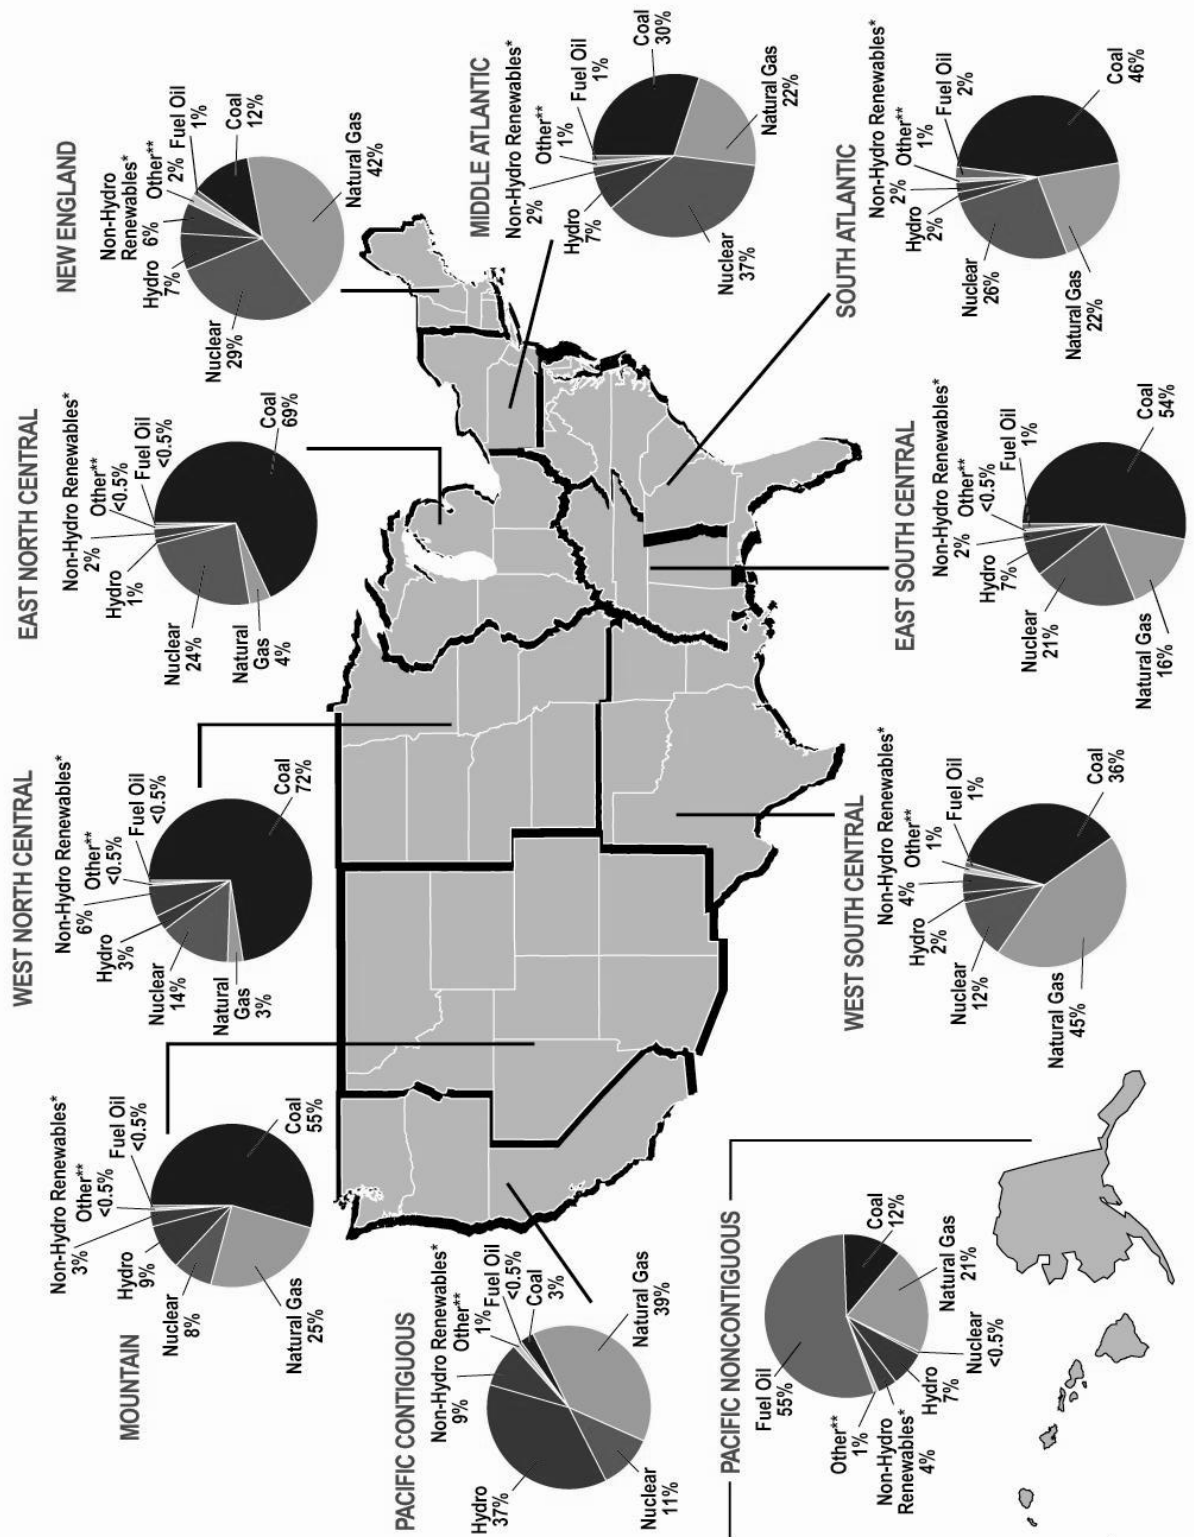 PACIFIC CONTIGUOUS
Non-Hydro Renewables*
9%
Other**
1%
Fuel Oil
<0.5%
Coal
3%
Natural Gas
39%
Nuclear
11%
Hydro
37%
MOUNTAIN
Non-Hydro Renewables*
3%
Other**
<0.5%
Fuel Oil
<0.5%
Coal
55%
Natural Gas
25%
Nuclear
8%
Hydro
9%
WEST NORTH CENTRAL
Non-Hydro Renewables*
6%
Other**
<0.5%
Fuel Oil
<0.5%
Coal
72%
Natural
Gas
3%
Nuclear
14%
Hydro
3%
EAST NORTH CENTRAL
Non-Hydro Renewables*
2%
Other**
<0.5%
Fuel Oil
<0.5%
Coal
69%
Natural
Gas
4%
Nuclear
24%
Hydro
1%
NEW ENGLAND
Non-Hydro
Renewables*
6%
Other**
2%
Fuel Oil
1%
Coal
12%
Natural Gas
42%
Nuclear
29%
Hydro
7%
MIDDLE ATLANTIC
Non-Hydro Renewables*
2%
Other**
1%
Fuel Oil
1%
Coal
30%
Natural Gas
22%
Nuclear
37%
Hydro
7%
SOUTH ATLANTIC
Non-Hydro Renewables*
2%
Other**
1%
Fuel Oil
2%
Coal
46%
Natural Gas
22%
Nuclear
26%
Hydro
2%
EAST SOUTH CENTRAL
Non-Hydro Renewables*
2%
Other**
<0.5%
Fuel Oil
1%
Coal
54%
Natural Gas
16%
Nuclear
21%
Hydro
7%
WEST SOUTH CENTRAL
Non-Hydro Renewables*
4%
Other**
1%
Fuel Oil
1%
Coal
36%
Natural Gas
45%
Nuclear
12%
Hydro
2%
PACIFIC NONCONTIGUOUS
Fuel Oil
55%
Coal
12%
Natural Gas
21%
Nuclear
<0.5%
Hydro
7%
Non-Hydro
Renewables*
4%
Other**
1%